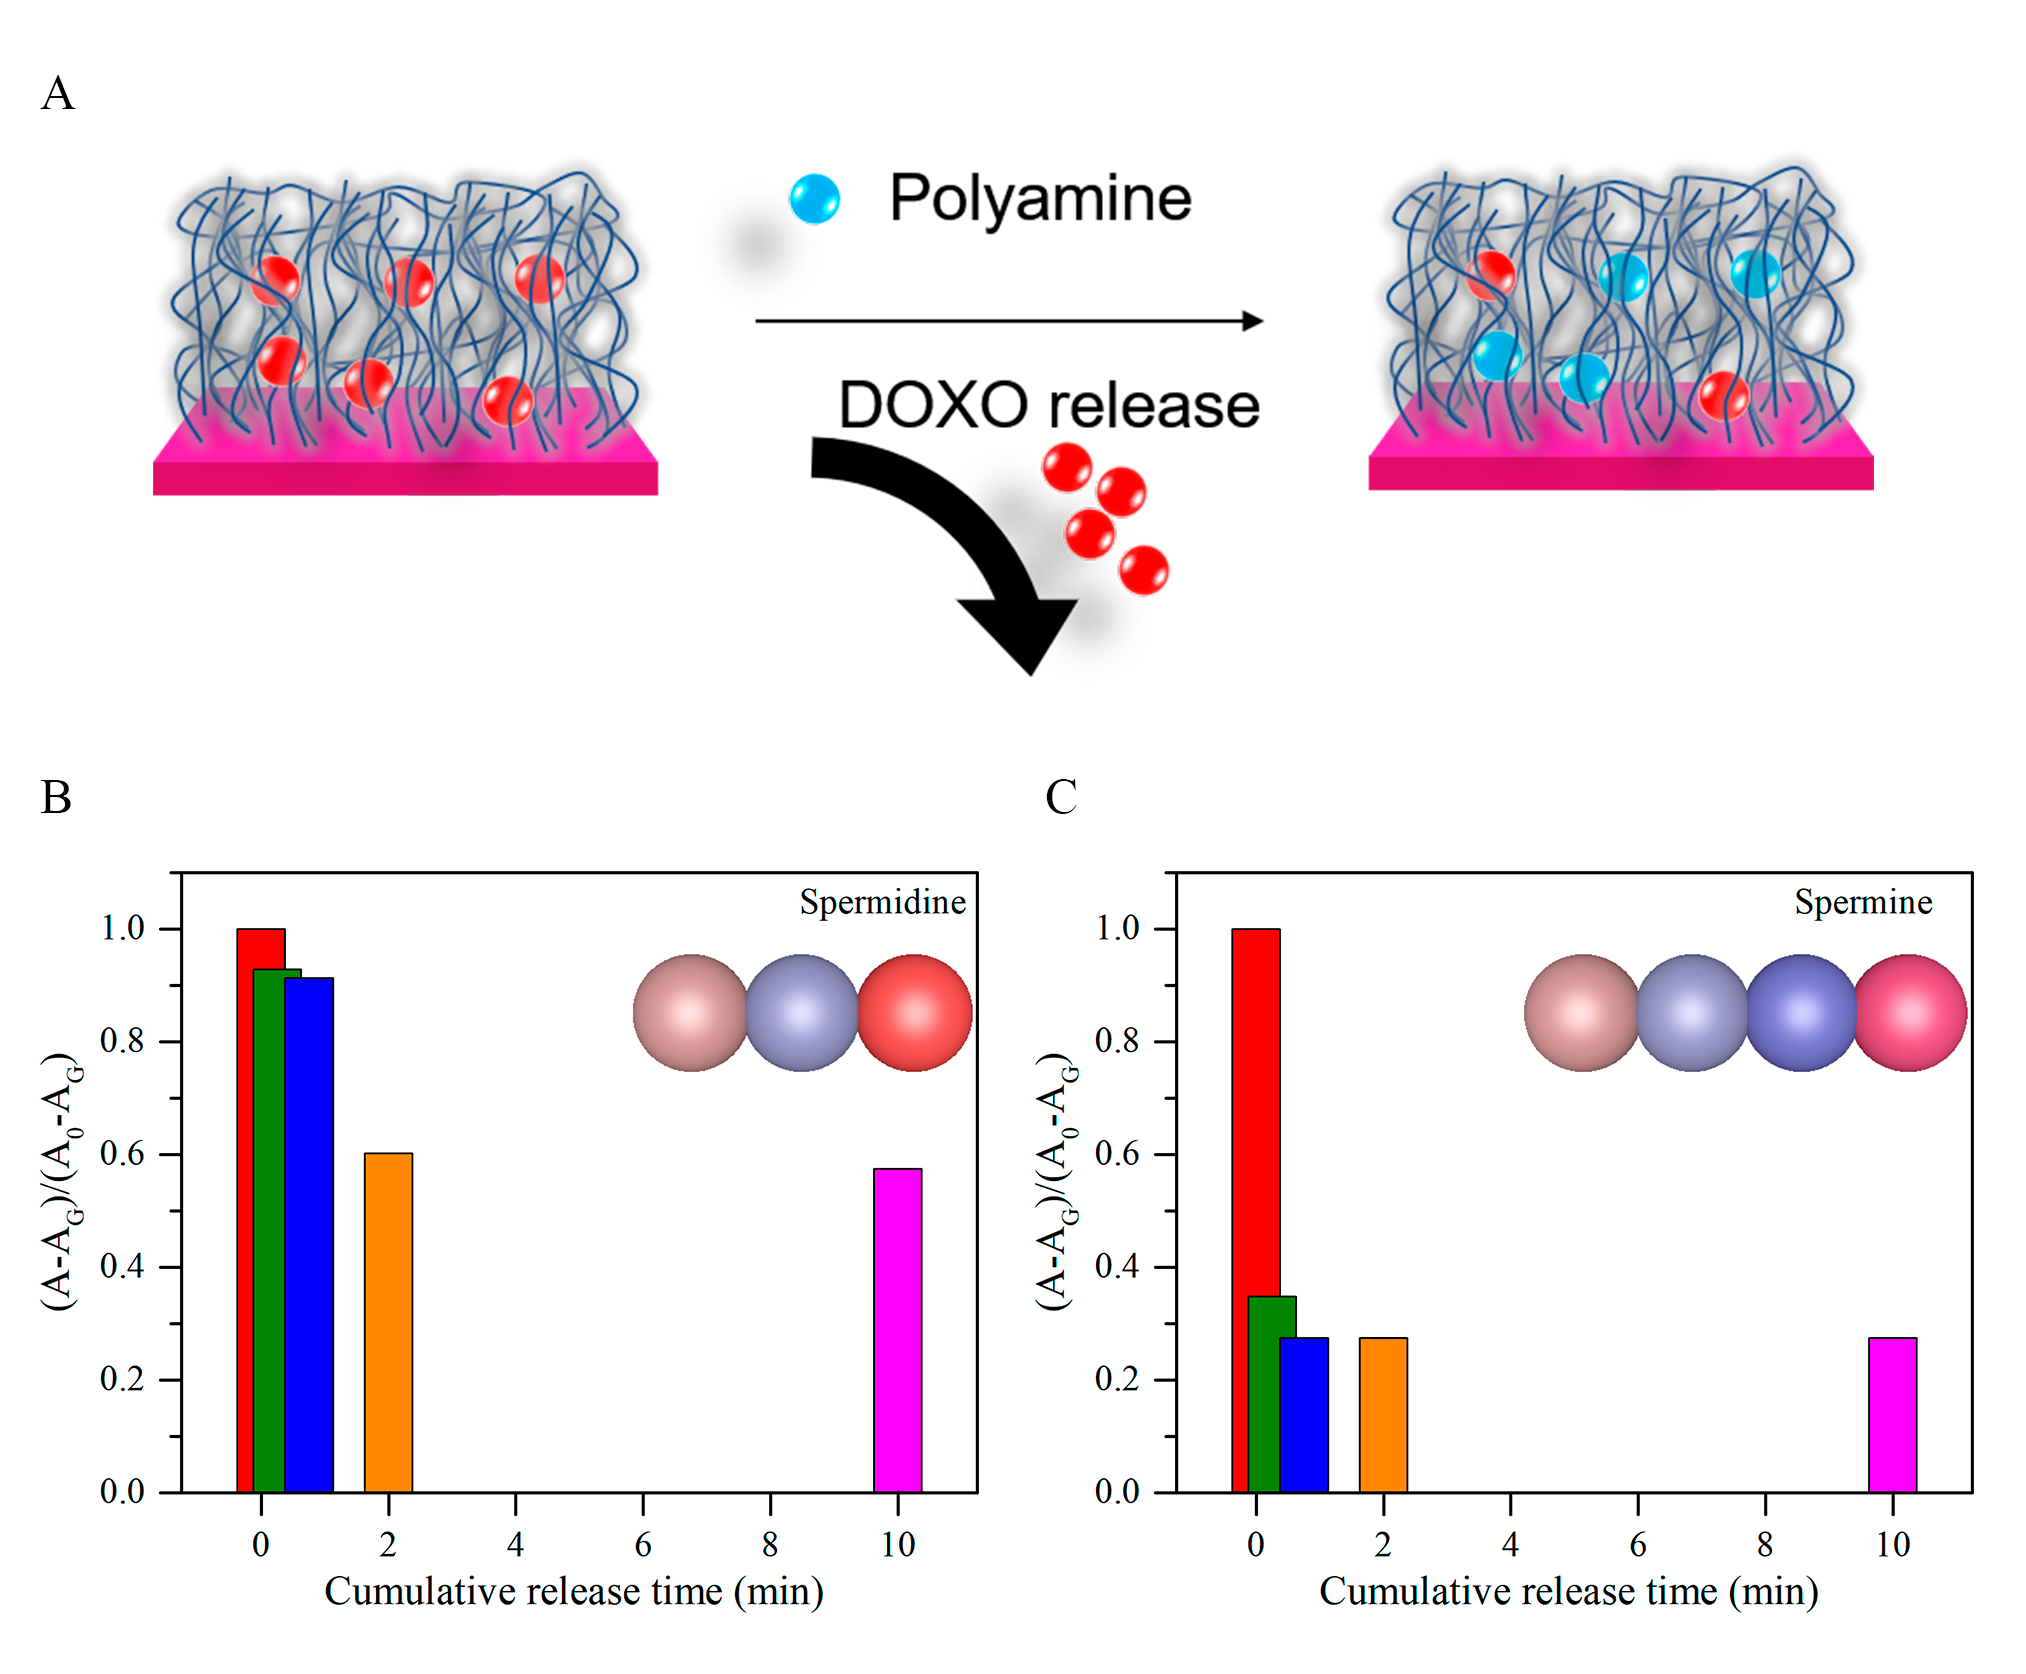 A
Polyamine
DOXO release
B
Spermidine
1.0
0.8
0.6
0.4
0.2
0.0
(A-A_G)/(A_0-A_G)
0 2 4 6 8 10
Cumulative release time (min)
C
Spermine
1.0
0.8
0.6
0.4
0.2
0.0
(A-A_G)/(A_0-A_G)
0 2 4 6 8 10
Cumulative release time (min)